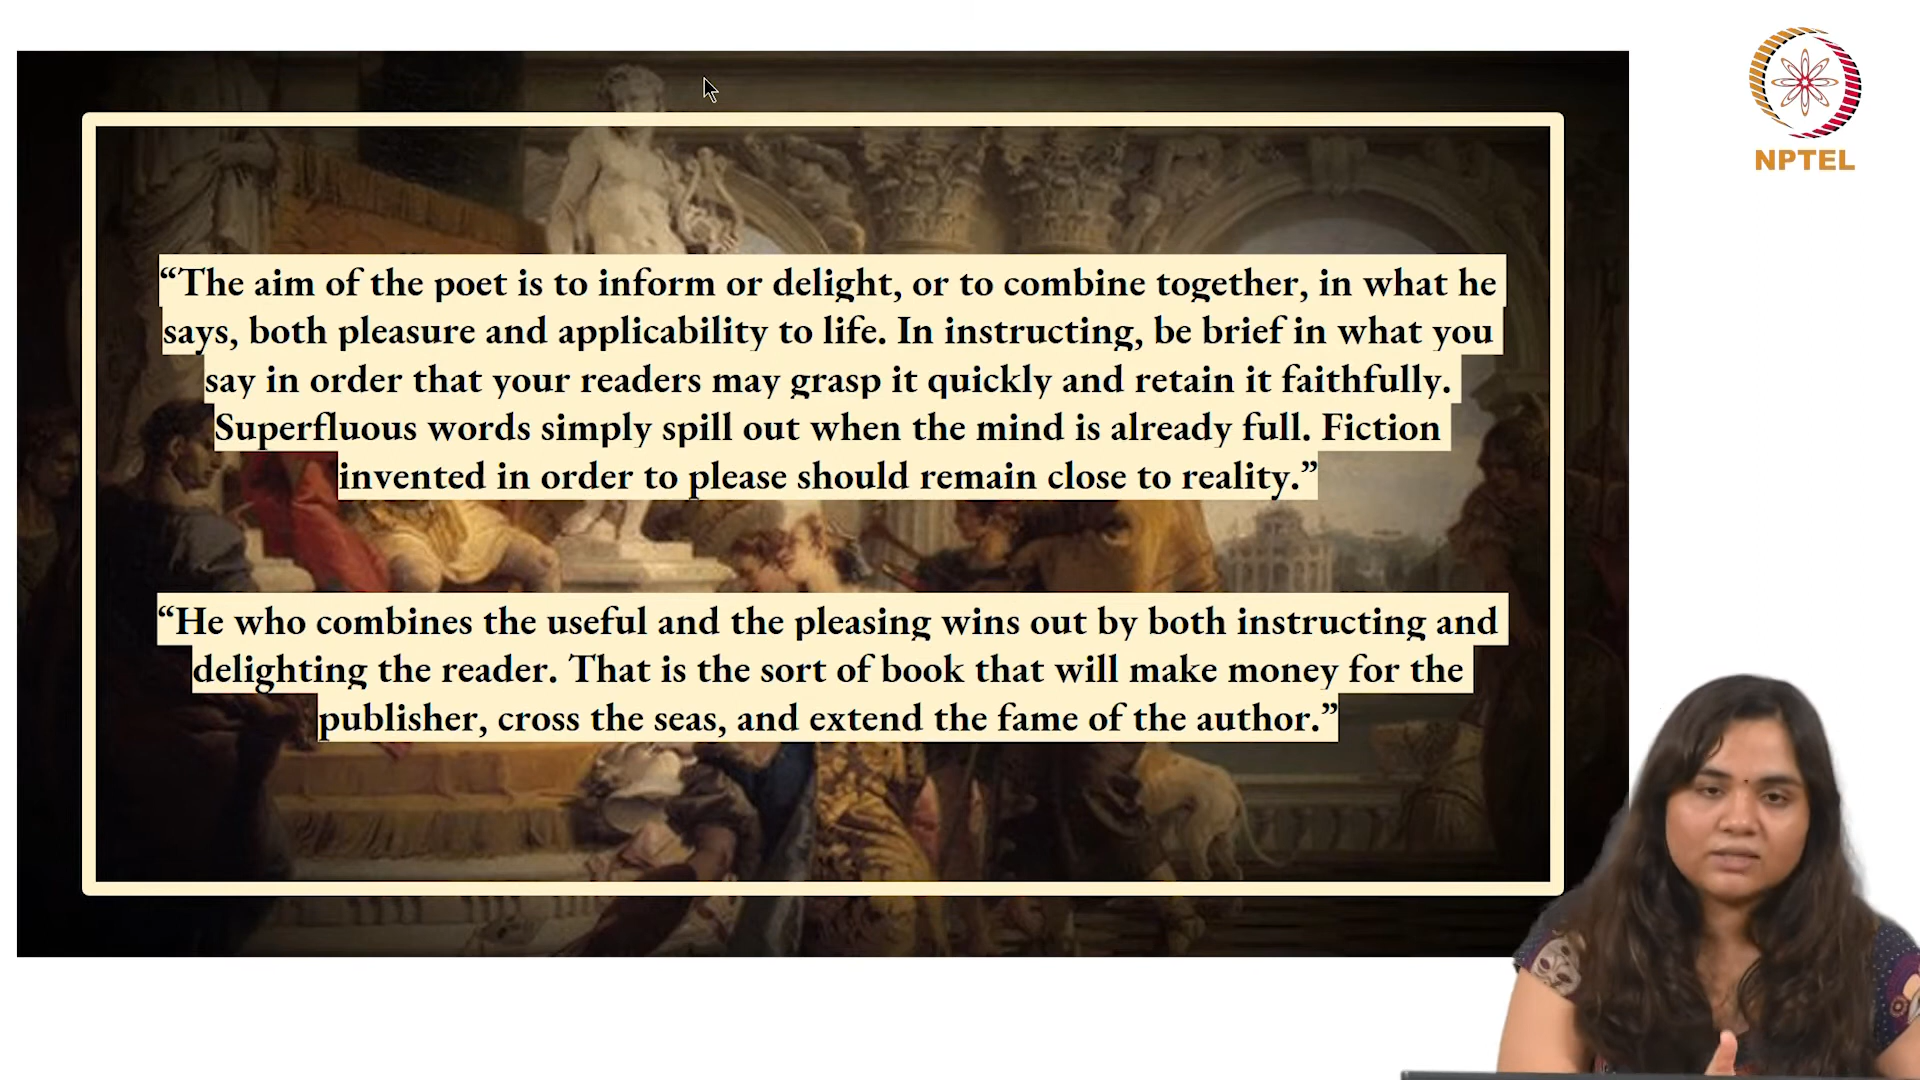 NPTEL
“The aim of the poet is to inform or delight, or to combine together, in what he
says, both pleasure and applicability to life. In instructing, be brief in what you
say in order that your readers may grasp it quickly and retain it faithfully.
Superfluous words simply spill out when the mind is already full. Fiction
invented in order to please should remain close to reality.”
“He who combines the useful and the pleasing wins out by both instructing and
delighting the reader. That is the sort of book that will make money for the
publisher, cross the seas, and extend the fame of the author.”